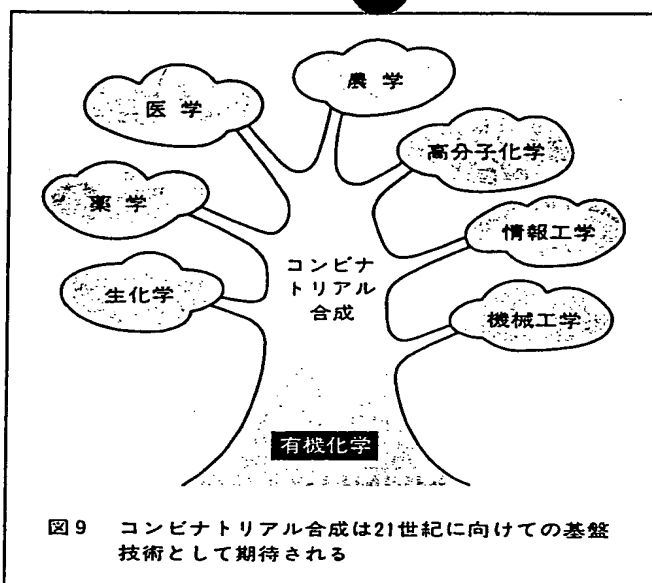 農学
医学
高分子化学
薬学
情報工学
コンビナ
トリアル
合成
生化学
機械工学
有機化学
図9 コンビナトリアル合成は21世紀に向けての基盤
技術として期待される